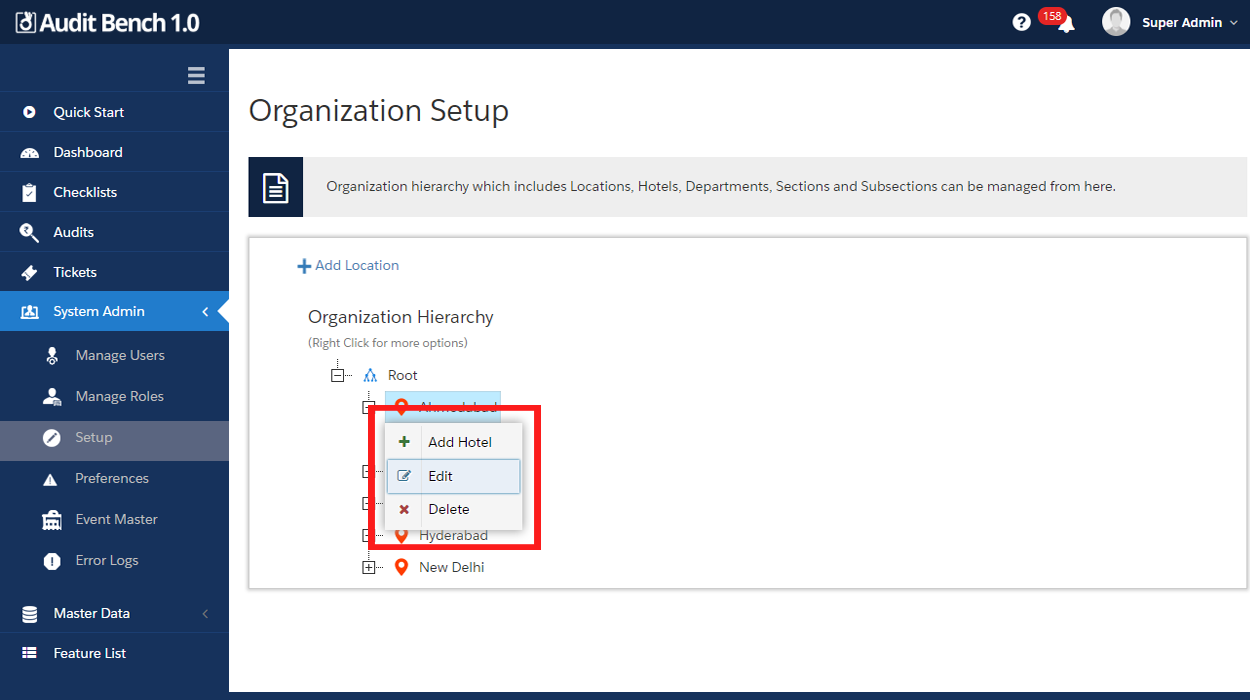 Audit Bench 1.0
158
Super Admin
Quick Start
Dashboard
Checklists
Audits
Tickets
System Admin
Manage Users
Manage Roles
Setup
Preferences
Event Master
Error Logs
Master Data
Feature List
Organization Setup
Organization hierarchy which includes Locations, Hotels, Departments, Sections and Subsections can be managed from here.
Add Location
Organization Hierarchy
(Right Click for more options)
Root
Ahmedabad
Add Hotel
Edit
Delete
Hyderabad
New Delhi